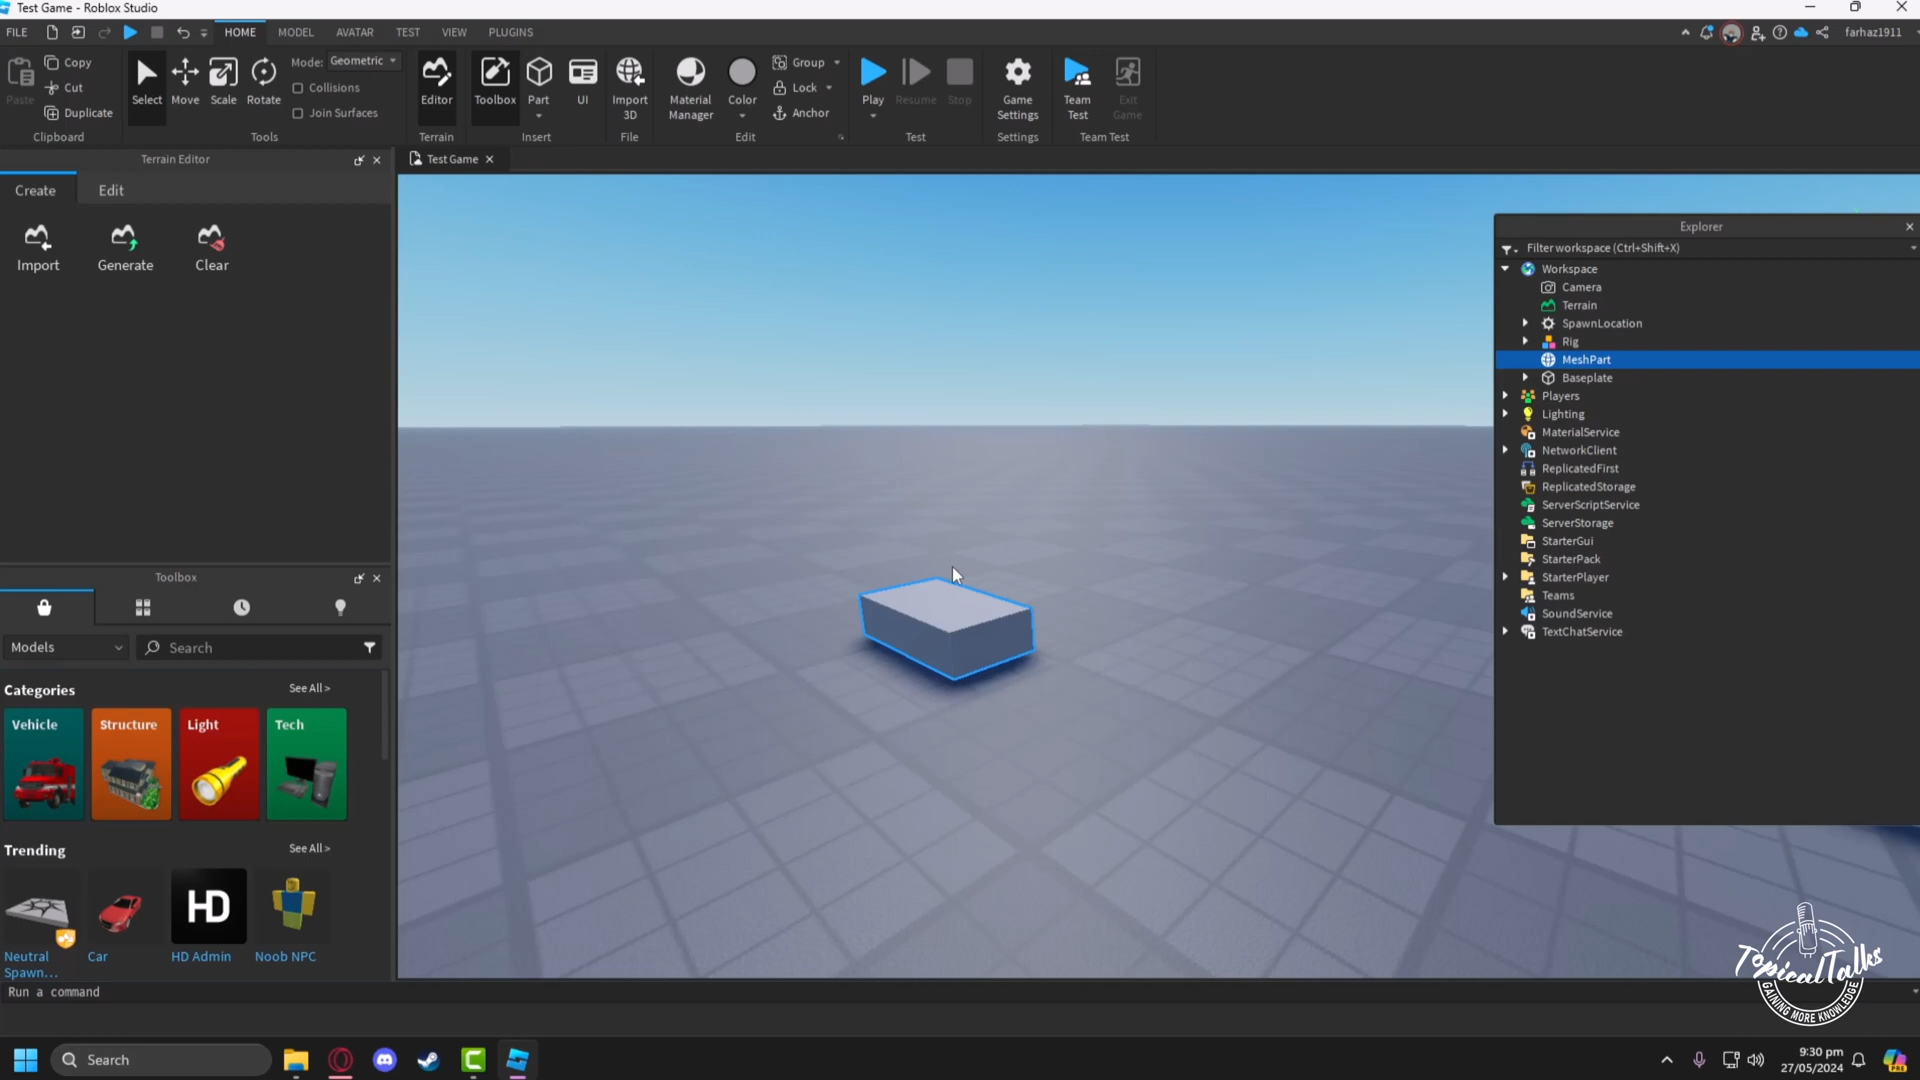 Test Game - Roblox Studio
FILE HOME MODEL AVATAR TEST VIEW PLUGINS farhaz1911
Paste Copy Cut Duplicate
Select Move Scale Rotate
Mode: Geometric
Collisions
Join Surfaces
Editor Toolbox Part UI Import 3D Material Manager Color
Group
Lock
Anchor
Play Resume Stop Game Settings Team Test Exit Game
Clipboard Tools Terrain Insert File Edit Test Settings Team Test
Terrain Editor
Create Edit
Import Generate Clear
Test Game
Explorer
Filter workspace (Ctrl+Shift+X)
Workspace
Camera
Terrain
SpawnLocation
Rig
MeshPart
Baseplate
Players
Lighting
MaterialService
NetworkClient
ReplicatedFirst
ReplicatedStorage
ServerScriptService
ServerStorage
StarterGui
StarterPack
StarterPlayer
Teams
SoundService
TextChatService
Toolbox
Models Search
Categories See All >
Vehicle Structure Light Tech
Trending See All >
HD
Neutral Spawn... Car HD Admin Noob NPC
Run a command
TopicalTalks
GAINING MORE KNOWLEDGE
Search
9:30 pm
27/05/2024
PRE